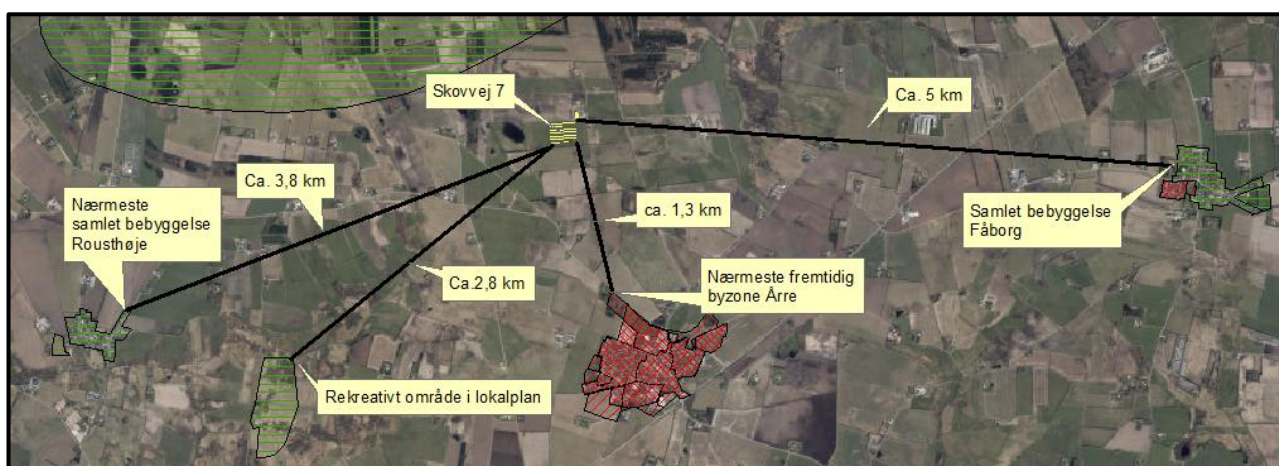 Skovvej 7
Ca. 5 km
Ca. 3,8 km
Nærmeste
samlet bebyggelse
Rousthøje
ca. 1,3 km
Samlet bebyggelse
Fåborg
Ca.2,8 km
Nærmeste fremtidig
byzone Årre
Rekreativt område i lokalplan